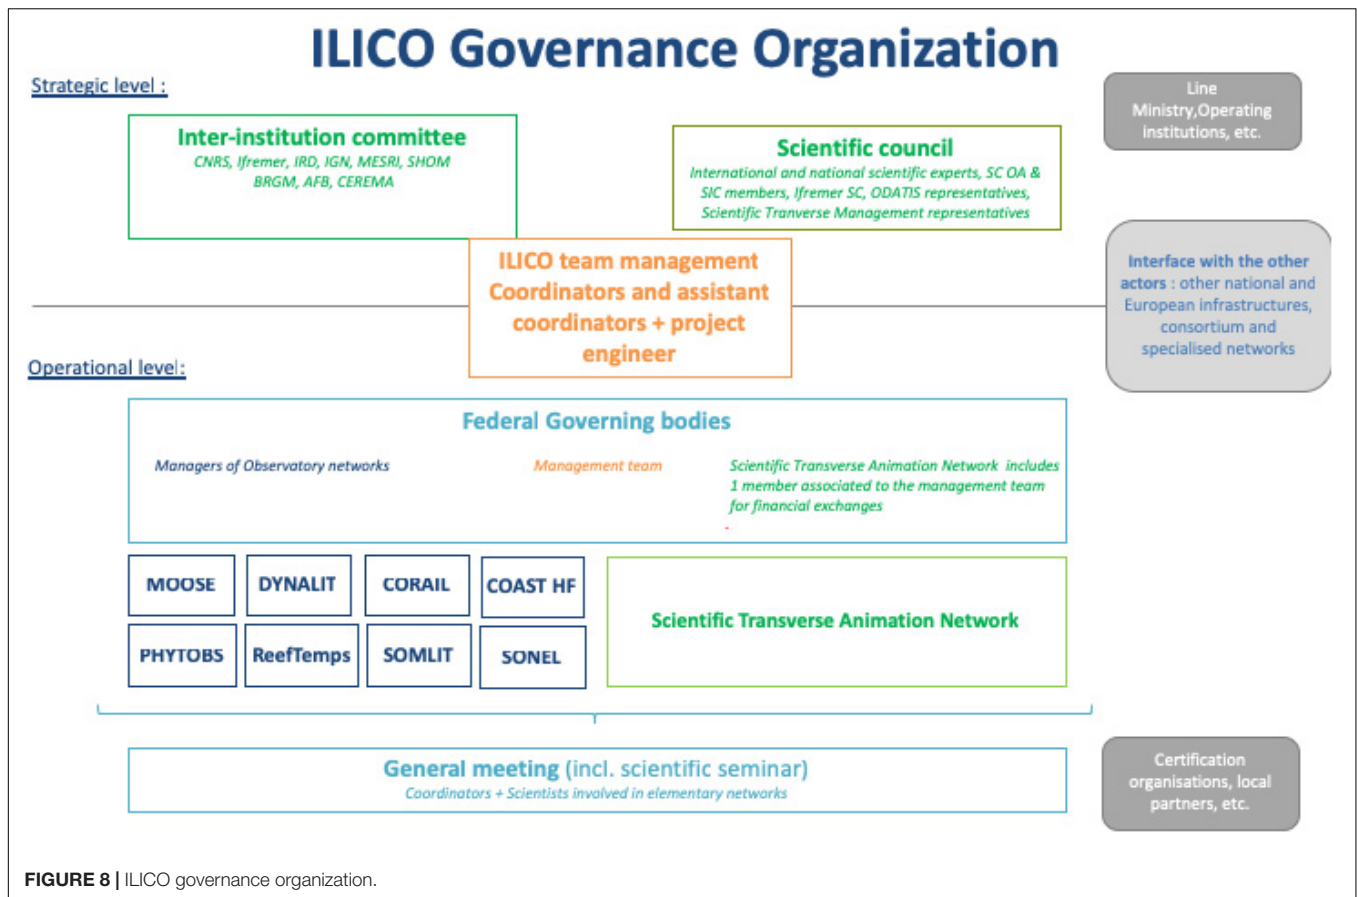 ILICO Governance Organization
Strategic level :
Line
Ministry,Operating
institutions, etc.
Inter-institution committee
CNRS, Ifremer, IRD, IGN, MESRI, SHOM
BRGM, AFB, CEREMA
Scientific council
International and national scientific experts, SC OA &
SIC members, Ifremer SC, ODATIS representatives,
Scientific Tranverse Management representatives
ILICO team management
Coordinators and assistant
coordinators + project
engineer
Interface with the other
actors : other national and
European infrastructures,
consortium and
specialised networks
Operational level:
Federal Governing bodies
Managers of Observatory networks
Management team
Scientific Transverse Animation Network includes
1 member associated to the management team
for financial exchanges
MOOSE
DYNALIT
CORAIL
COAST HF
PHYTOBS
ReefTemps
SOMLIT
SONEL
Scientific Transverse Animation Network
General meeting (incl. scientific seminar)
Coordinators + Scientists involved in elementary networks
Certification
organisations, local
partners, etc.
FIGURE 8 | ILICO governance organization.